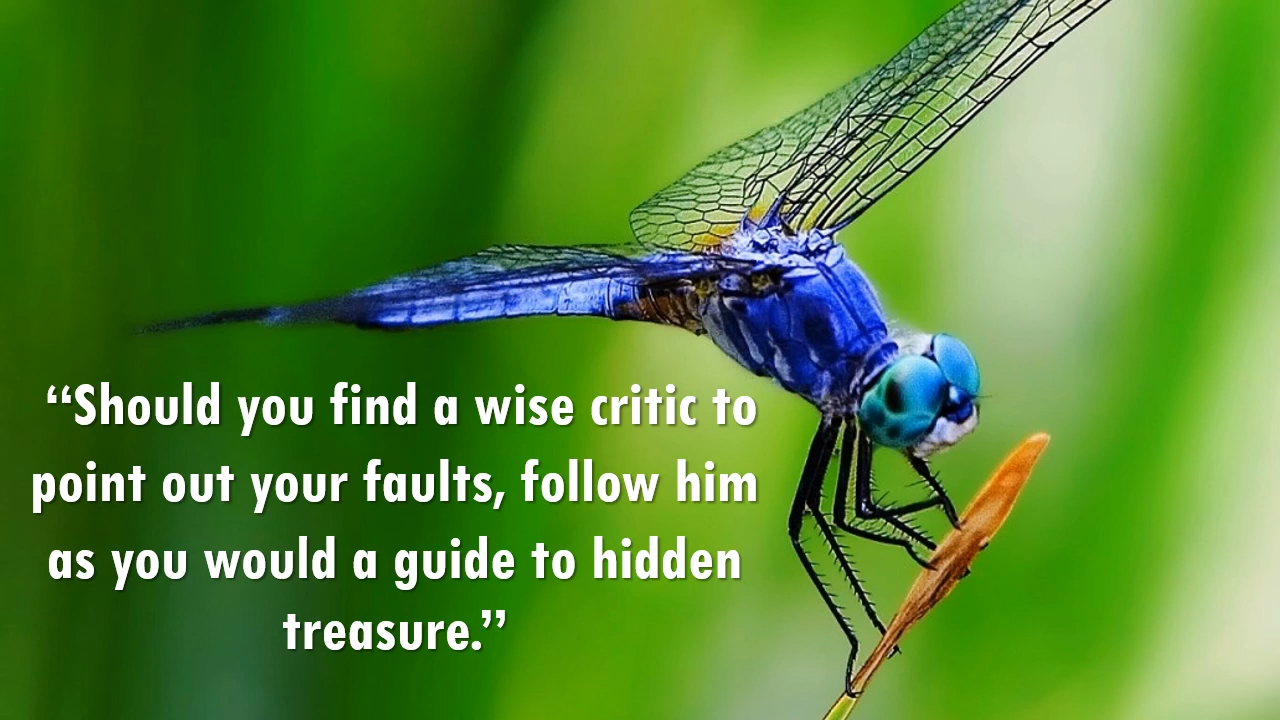 “Should you find a wise critic to
point out your faults, follow him
as you would a guide to hidden
treasure.”